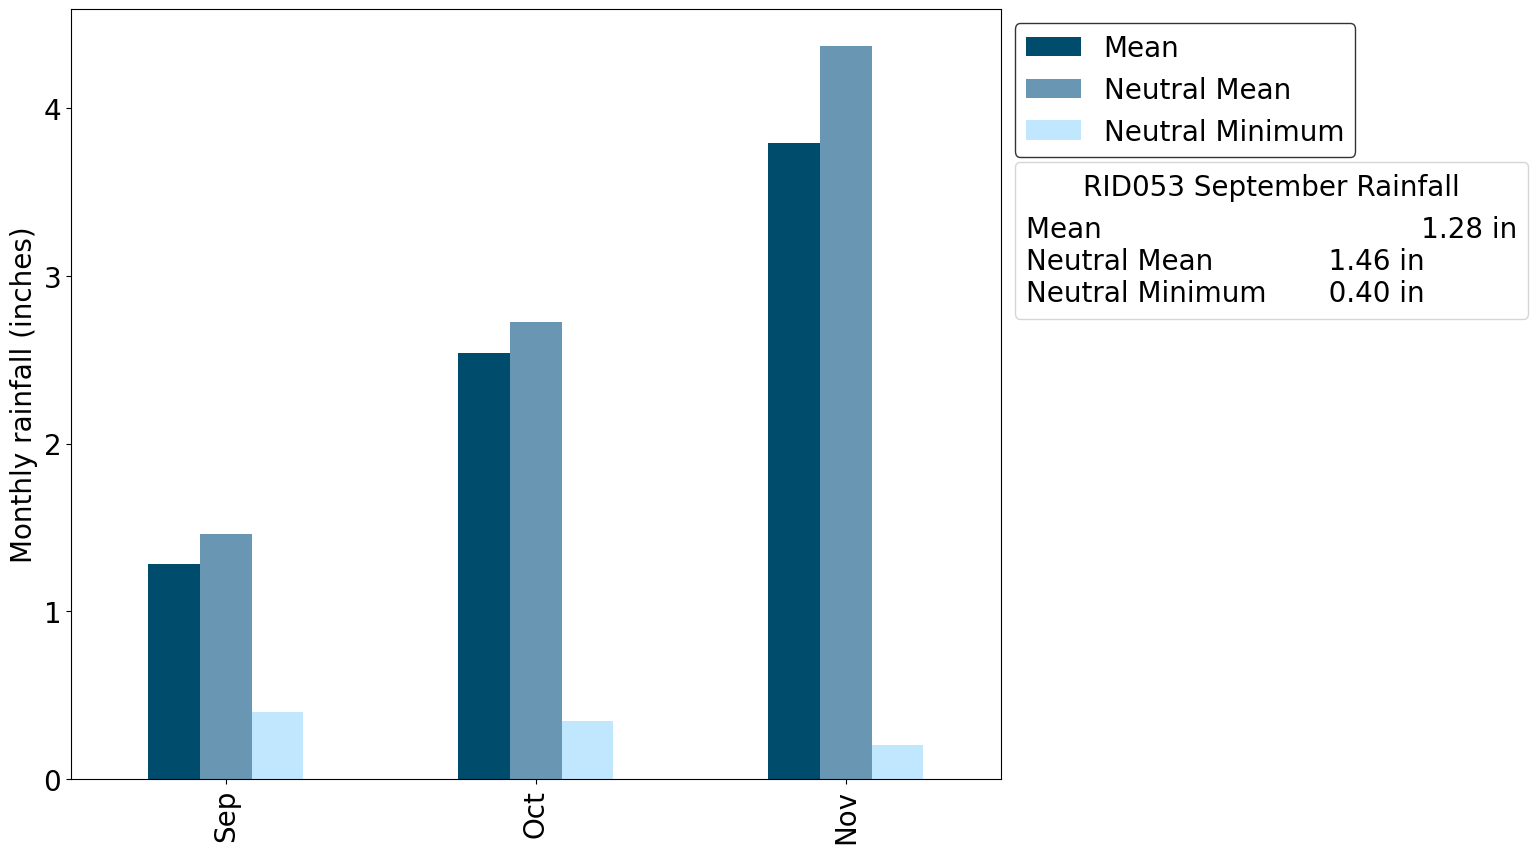 Monthly rainfall (inches)
4
3
2
1
0
Sep
Oct
Nov
Mean
Neutral Mean
Neutral Minimum
RID053 September Rainfall
Mean 1.28 in
Neutral Mean 1.46 in
Neutral Minimum 0.40 in